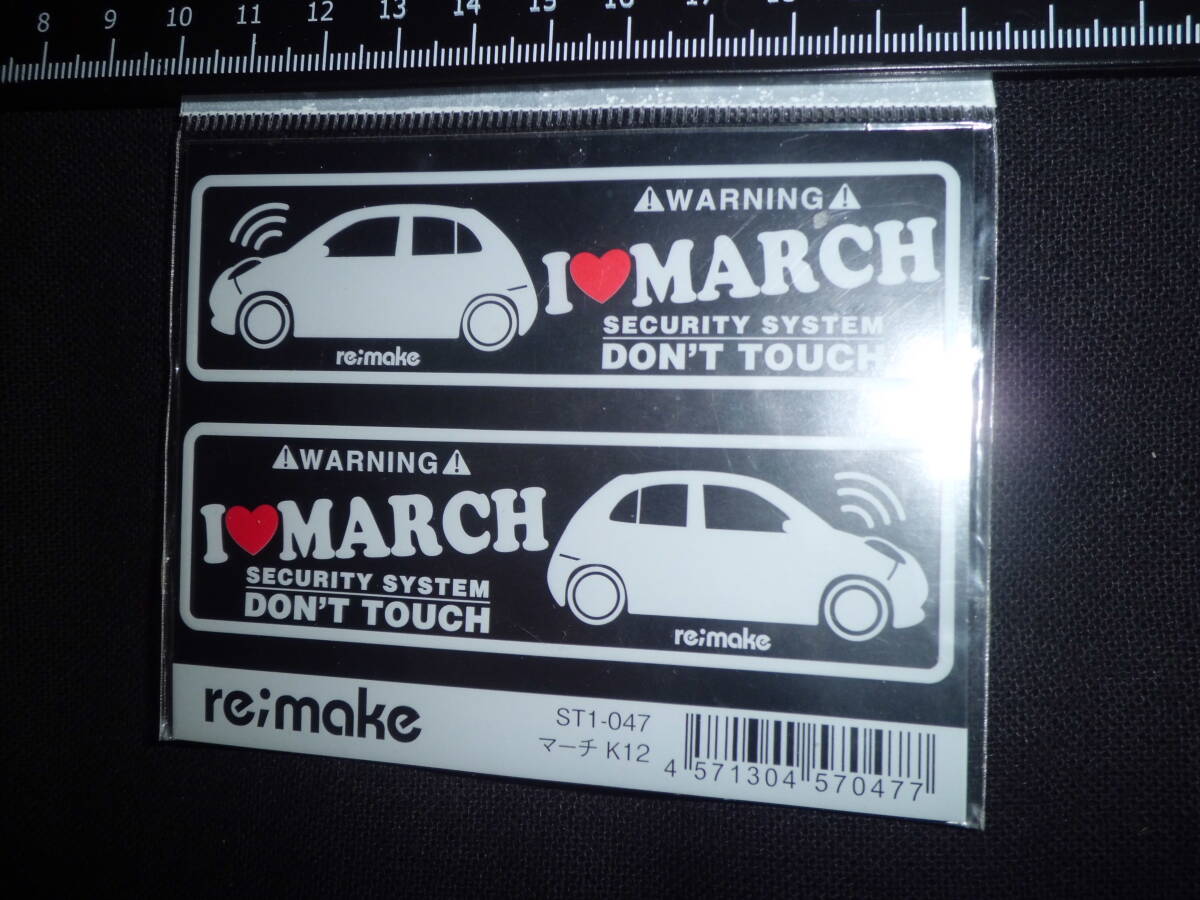 8 9 10 11 12 13 14 15 16 17
⚠WARNING⚠
I❤MARCH
SECURITY SYSTEM
DON'T TOUCH
re;make
⚠WARNING⚠
I❤MARCH
SECURITY SYSTEM
DON'T TOUCH
re;make
re;make
ST1-047
マーチ K12
4 571304 570477